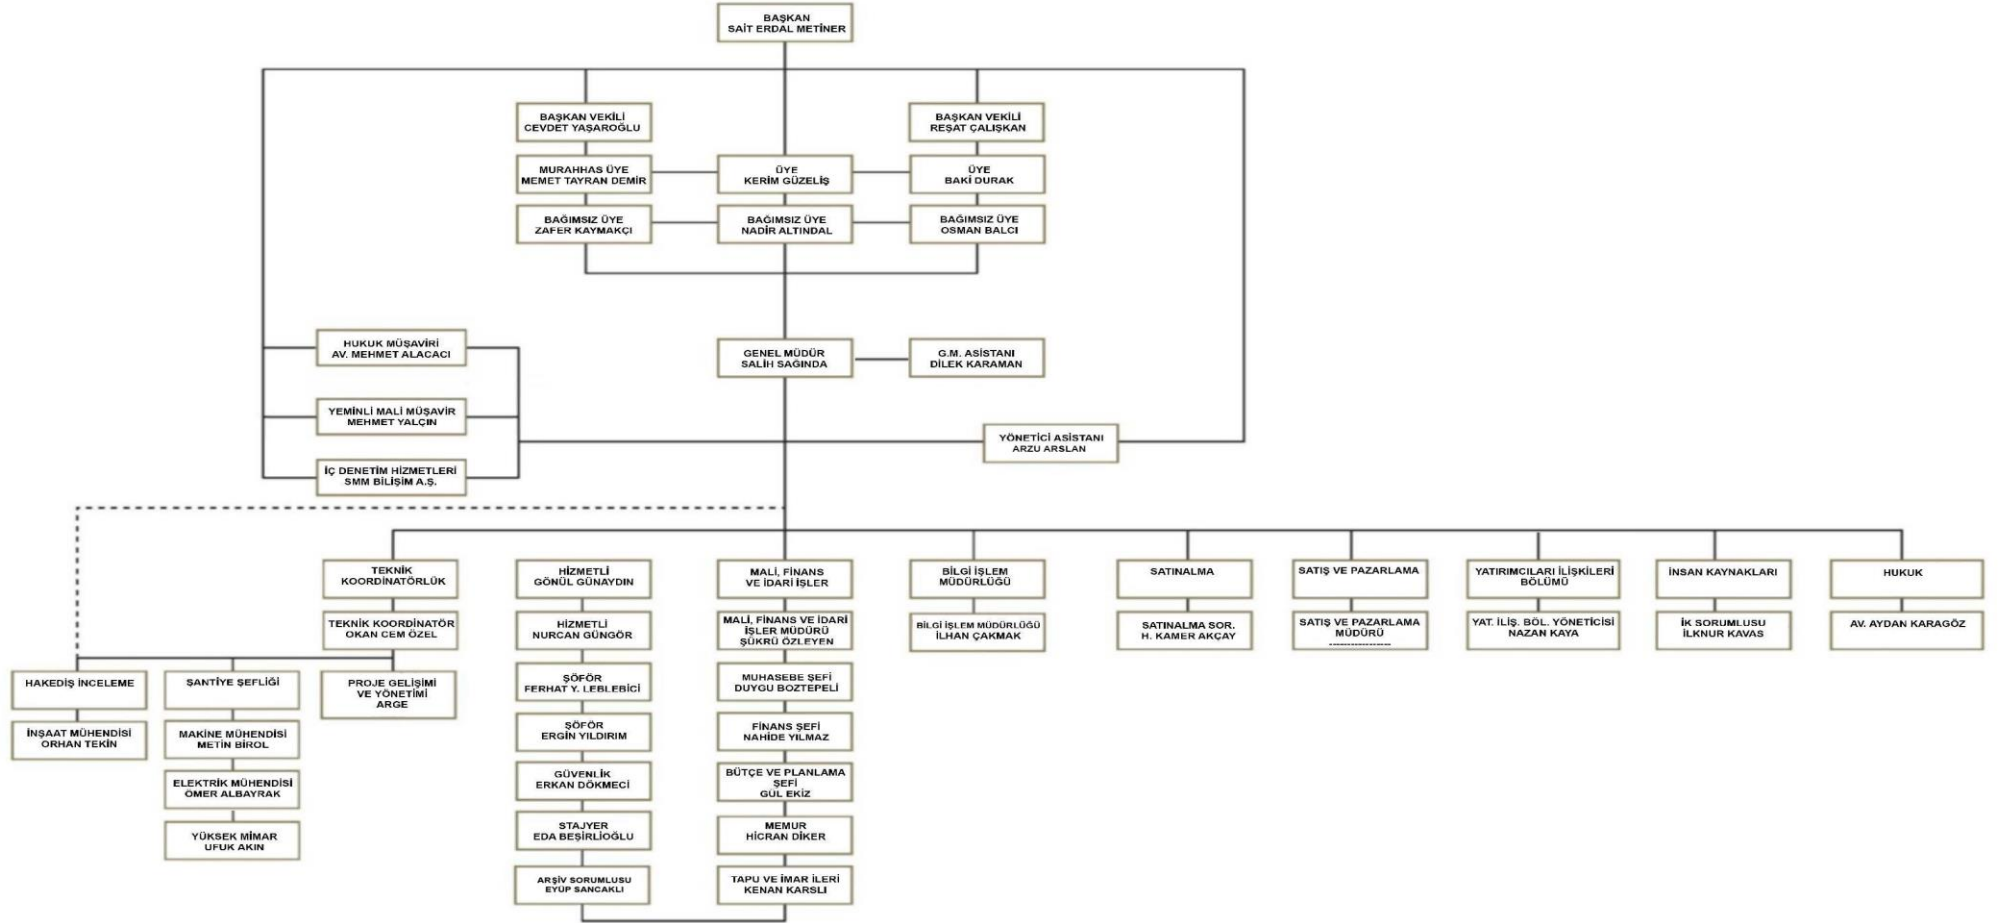 BAŞKAN
SAİT ERDAL METİNER
BAŞKAN VEKİLİ
CEVDET YAŞAROĞLU
BAŞKAN VEKİLİ
REŞAT ÇALIŞKAN
MURAHHAS ÜYE
MEMET TAYRAN DEMİR
ÜYE
KERİM GÜZELİŞ
ÜYE
BAKİ DURAK
BAĞIMSIZ ÜYE
ZAFER KAYMAKÇI
BAĞIMSIZ ÜYE
NADİR ALTINDAL
BAĞIMSIZ ÜYE
OSMAN BALCI
HUKUK MÜŞAVİRİ
AV. MEHMET ALACACI
GENEL MÜDÜR
SALİH SAĞINDA
G.M. ASİSTANI
DİLEK KARAMAN
YEMİNLİ MALİ MÜŞAVİR
MEHMET YALÇIN
YÖNETİCİ ASİSTANI
ARZU ARSLAN
İÇ DENETİM HİZMETLERİ
SMM BİLİŞİM A.Ş.
TEKNİK
KOORDİNATÖRLÜK
HİZMETLİ
GÖNÜL GÜNAYDIN
MALİ, FİNANS
VE İDARİ İŞLER
BİLGİ İŞLEM
MÜDÜRLÜĞÜ
SATINALMA
SATIŞ VE PAZARLAMA
YATIRIMCILARI İLİŞKİLERİ
BÖLÜMÜ
İNSAN KAYNAKLARI
HUKUK
TEKNİK KOORDİNATÖR
OKAN CEM ÖZEL
HİZMETLİ
NURCAN GÜNGÖR
MALİ, FİNANS VE İDARİ
İŞLER MÜDÜRÜ
ŞÜKRÜ ÖZLEYEN
BİLGİ İŞLEM MÜDÜRLÜĞÜ
İLHAN ÇAKMAK
SATINALMA SOR.
H. KAMER AKÇAY
SATIŞ VE PAZARLAMA
MÜDÜRÜ
-----------------
YAT. İLİŞ. BÖL. YÖNETİCİSİ
NAZAN KAYA
İK SORUMLUSU
İLKNUR KAVAS
AV. AYDAN KARAGÖZ
HAKEDİŞ İNCELEME
ŞANTİYE ŞEFLİĞİ
PROJE GELİŞİMİ
VE YÖNETİMİ
ARGE
ŞÖFÖR
FERHAT Y. LEBLEBİCİ
MUHASEBE ŞEFİ
DUYGU BOZTEPELİ
İNŞAAT MÜHENDİSİ
ORHAN TEKİN
MAKİNE MÜHENDİSİ
METİN BİROL
ŞÖFÖR
ERGİN YILDIRIM
FİNANS ŞEFİ
NAHİDE YILMAZ
ELEKTRİK MÜHENDİSİ
ÖMER ALBAYRAK
GÜVENLİK
ERKAN DÖKMECİ
BÜTÇE VE PLANLAMA
ŞEFİ
GÜL EKİZ
YÜKSEK MİMAR
UFUK AKIN
STAJYER
EDA BEŞİRLİOĞLU
MEMUR
HİCRAN DİKER
ARŞİV SORUMLUSU
EYÜP SANCAKLI
TAPU VE İMAR İLERİ
KENAN KARSLI